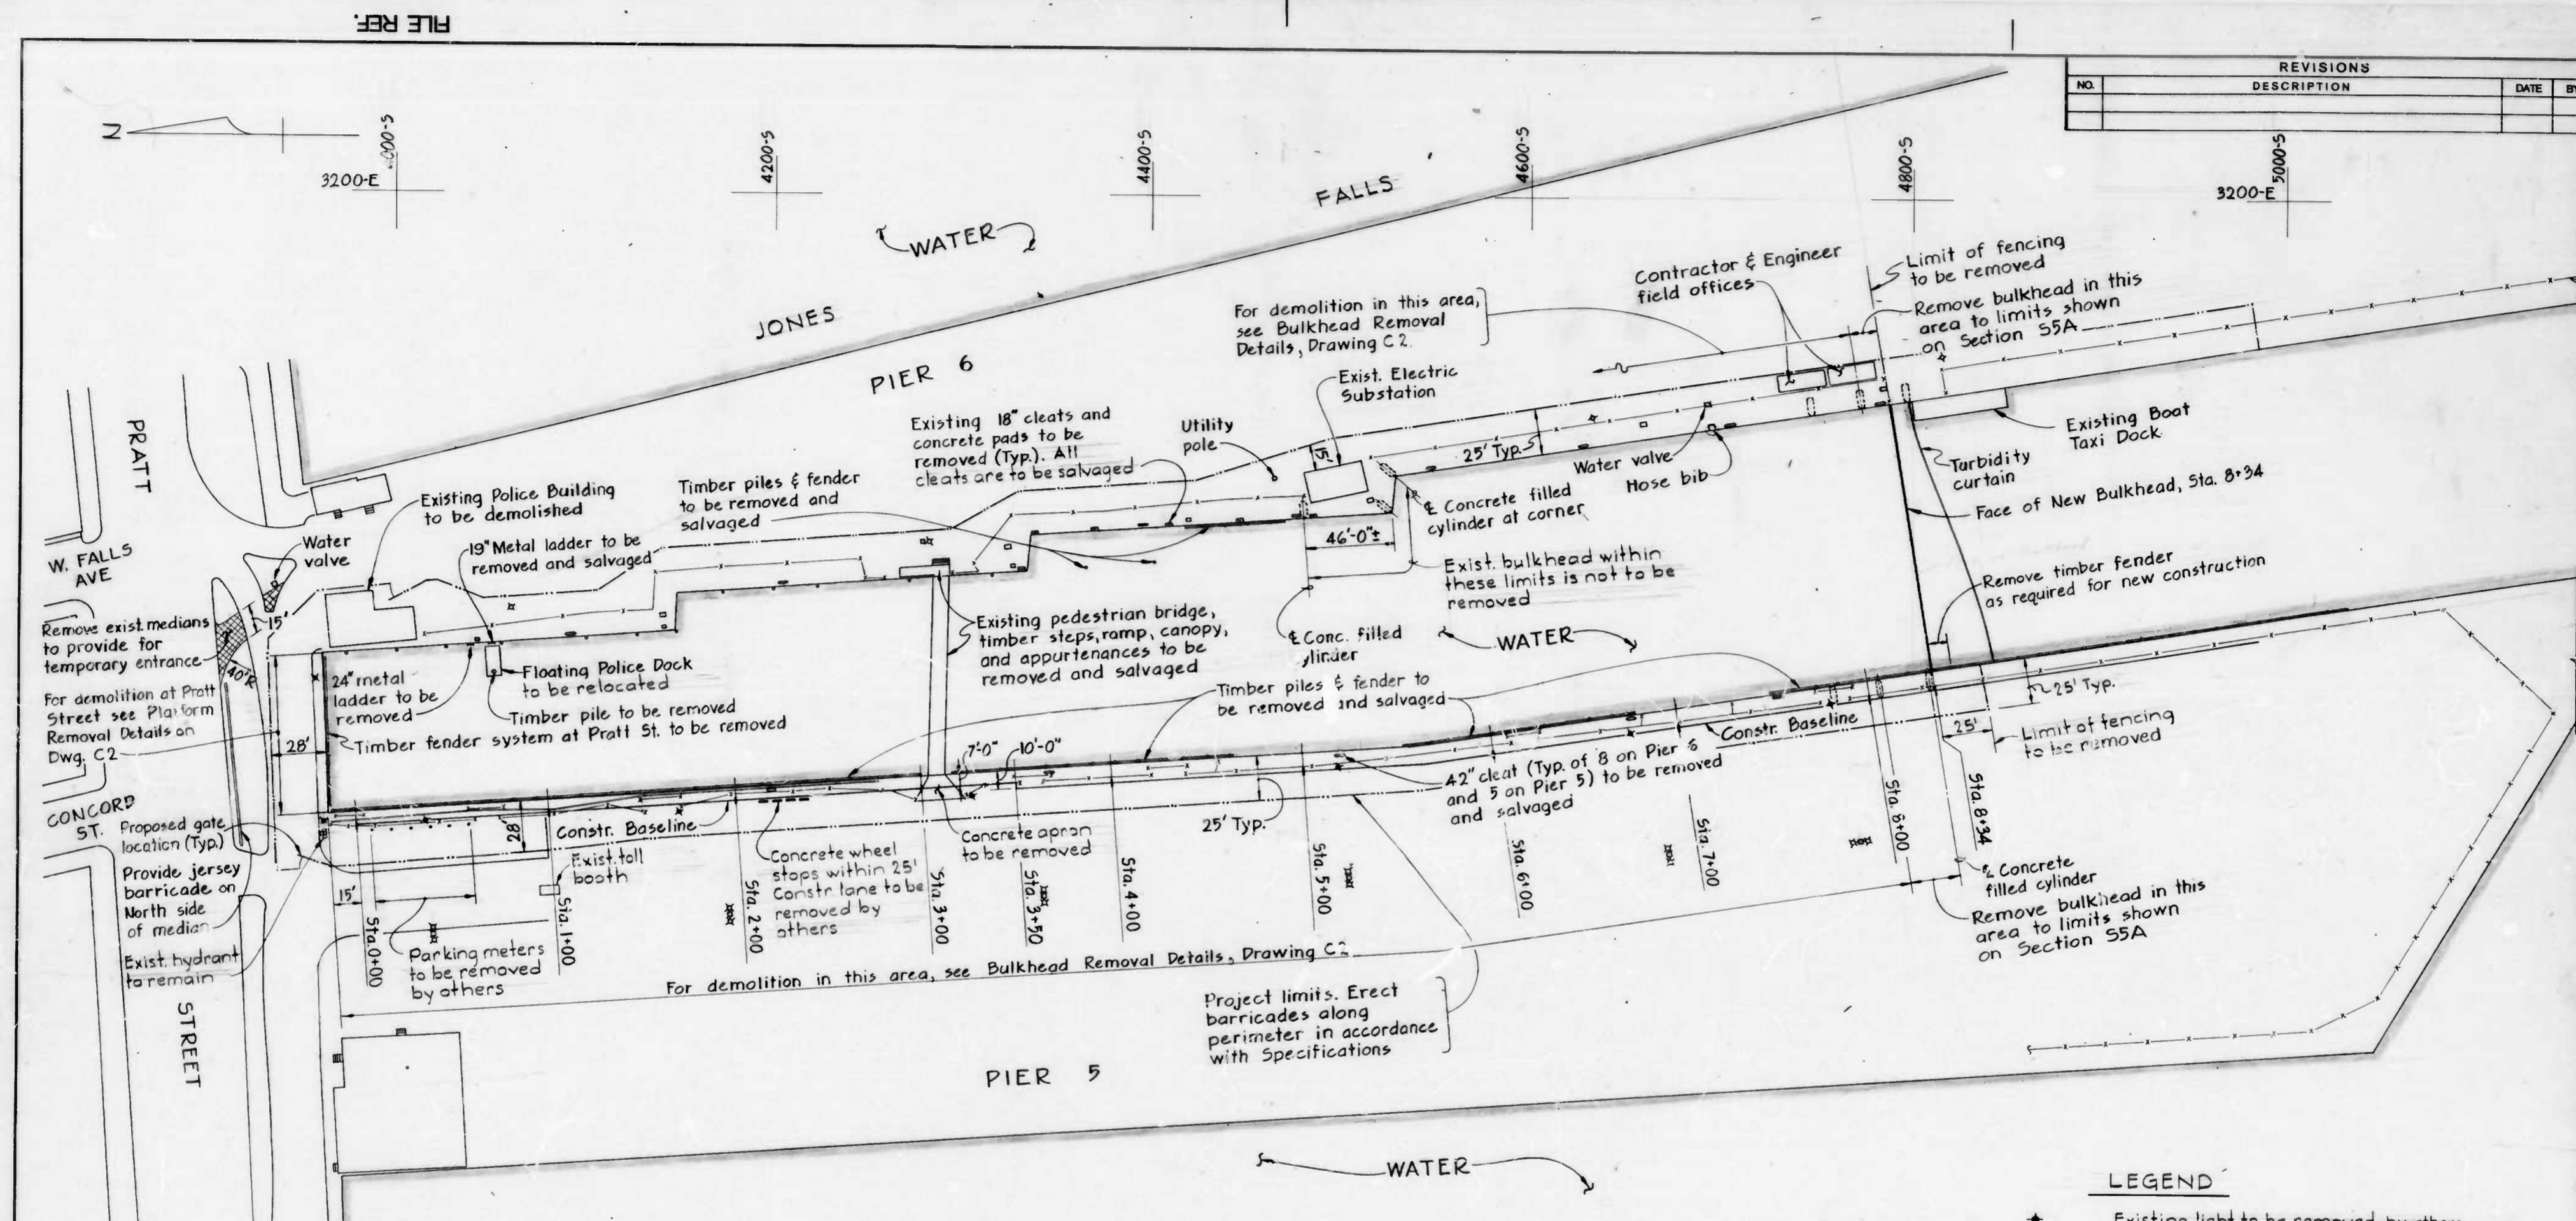 FILE REF.
REVISIONS
NO.
DESCRIPTION
DATE
BY
N
3200-E
4200-S
4400-S
4600-S
4800-S
5000-S
3200-E
WATER
JONES
FALLS
PIER 6
PRATT
W. FALLS
AVE
Water
valve
Existing Police Building
to be demolished
19" Metal ladder to be
removed and salvaged
Timber piles & fender
to be removed and
salvaged
Existing 18" cleats and
concrete pads to be
removed (Typ.). All
cleats are to be salvaged
Utility
pole
For demolition in this area,
see Bulkhead Removal
Details, Drawing C2.
Exist. Electric
Substation
15'
Contractor & Engineer
field offices
Limit of fencing
to be removed
Remove bulkhead in this
area to limits shown
on Section S5A
25' Typ.
Water valve
Hose bib
Existing Boat
Taxi Dock
Turbidity
curtain
Face of New Bulkhead, Sta. 8+34
℄ Concrete filled
cylinder at corner
46'-0"±
Exist. bulkhead within
these limits is not to be
removed
℄ Conc. filled
cylinder
WATER
Remove timber fender
as required for new construction
Remove exist. medians
to provide for
temporary entrance
15'
40'R
For demolition at Pratt
Street see Platform
Removal Details on
Dwg. C2
28'
24" metal
ladder to be
removed
Floating Police Dock
to be relocated
Timber pile to be removed
Timber fender system at Pratt St. to be removed
Existing pedestrian bridge,
timber steps, ramp, canopy,
and appurtenances to be
removed and salvaged
Timber piles & fender to
be removed and salvaged
7'-0"
10'-0"
25' Typ.
25'
Limit of fencing
to be removed
Constr. Baseline
42" cleat (Typ. of 8 on Pier 6
and 5 on Pier 5) to be removed
and salvaged
CONCORD
ST.
Proposed gate
location (Typ.)
Provide jersey
barricade on
North side
of median
Exist. hydrant
to remain
STREET
15'
28'
Constr. Baseline
Exist. toll
booth
Concrete wheel
stops within 25'
Constr. lane to be
removed by
others
Concrete apron
to be removed
25' Typ.
Sta. 0+00
Sta. 1+00
Sta. 2+00
Sta. 3+00
Sta. 3+50
Sta. 4+00
Sta. 5+00
Sta. 6+00
Sta. 7+00
Sta. 8+00
Sta. 8+34
Parking meters
to be removed
by others
For demolition in this area, see Bulkhead Removal Details, Drawing C2
℄ Concrete
filled cylinder
Remove bulkhead in this
area to limits shown
on Section S5A
Project limits. Erect
barricades along
perimeter in accordance
with Specifications
PIER 5
WATER
LEGEND
Existing light to be removed by others